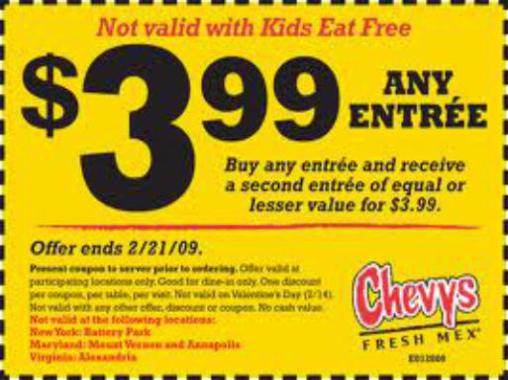 Not valid with Kids Eat Free
$3.99 ANY ENTRÉE
Buy any entrée and receive
a second entrée of equal or
lesser value for $3.99.
Offer ends 2/21/09.
Present coupon to server prior to ordering. Offer valid at
participating locations only. Good for dine-in only. One discount
per coupon, per table, per visit. Not valid on Valentine's Day (2/14).
Not valid with any other offer, discount or coupon. No cash value.
Not valid at the following locations:
New York: Battery Park
Maryland: Mount Vernon and Annapolis
Virginia: Alexandria
Chevys
FRESH MEX®